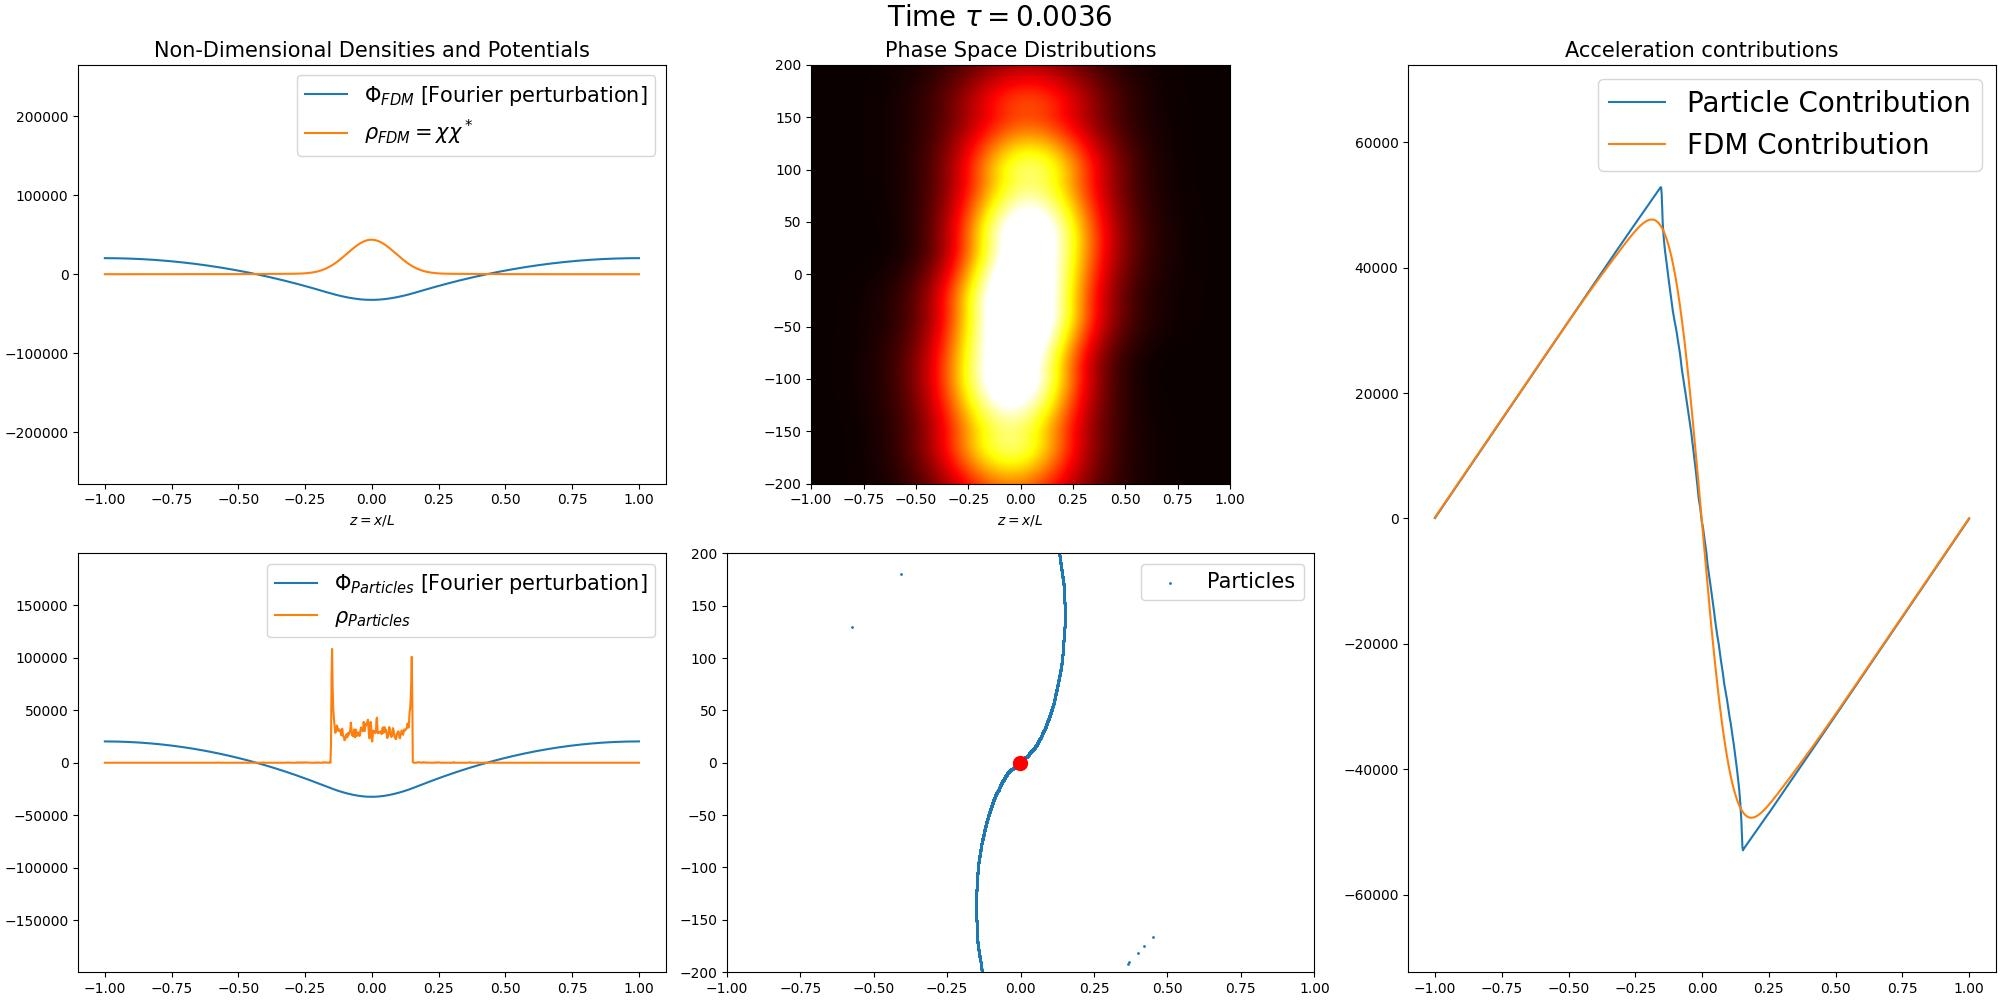 Time τ = 0.0036
Non-Dimensional Densities and Potentials
Φ_FDM [Fourier perturbation]
ρ_FDM = χχ*
200000
100000
0
−100000
−200000
−1.00 −0.75 −0.50 −0.25 0.00 0.25 0.50 0.75 1.00
z = x/L
Phase Space Distributions
200
150
100
50
0
−50
−100
−150
−200
−1.00 −0.75 −0.50 −0.25 0.00 0.25 0.50 0.75 1.00
z = x/L
Acceleration contributions
Particle Contribution
FDM Contribution
60000
40000
20000
0
−20000
−40000
−60000
−1.00 −0.75 −0.50 −0.25 0.00 0.25 0.50 0.75 1.00
Φ_Particles [Fourier perturbation]
ρ_Particles
150000
100000
50000
0
−50000
−100000
−150000
−1.00 −0.75 −0.50 −0.25 0.00 0.25 0.50 0.75 1.00
Particles
200
150
100
50
0
−50
−100
−150
−200
−1.00 −0.75 −0.50 −0.25 0.00 0.25 0.50 0.75 1.00